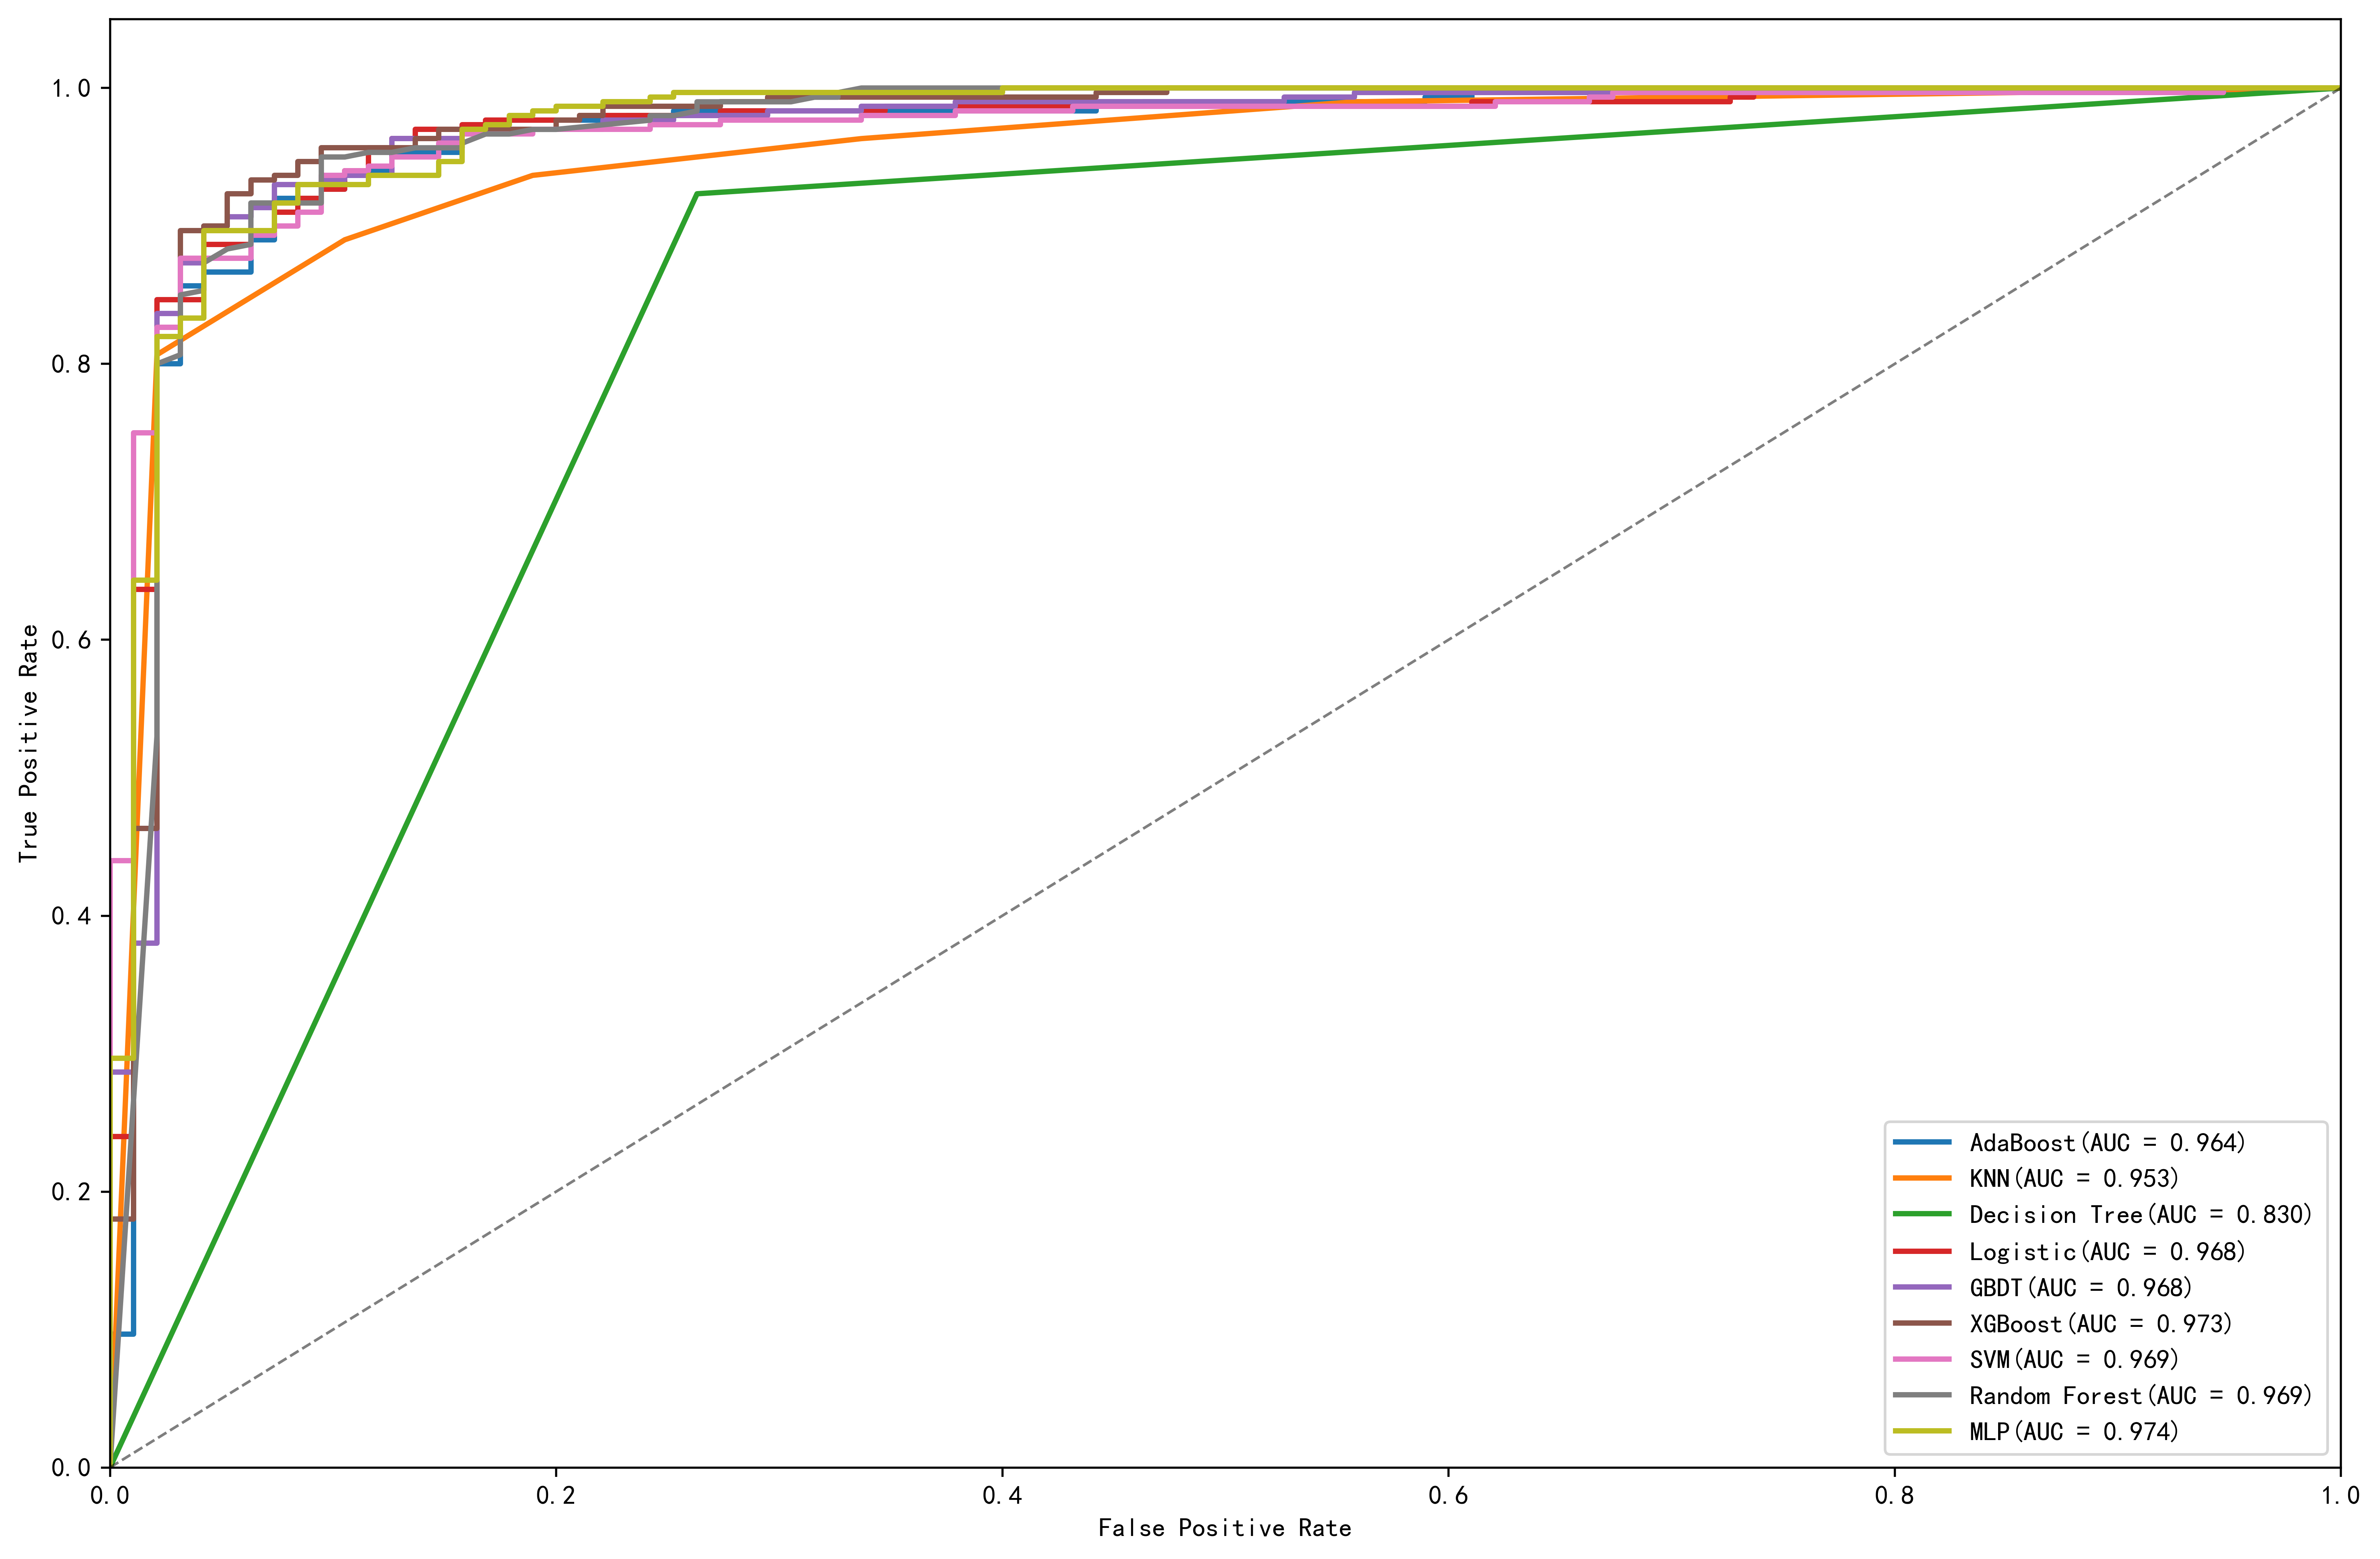 1.0
0.8
0.6
0.4
0.2
0.0
True Positive Rate
0.0 0.2 0.4 0.6 0.8 1.0
False Positive Rate
AdaBoost(AUC = 0.964)
KNN(AUC = 0.953)
Decision Tree(AUC = 0.830)
Logistic(AUC = 0.968)
GBDT(AUC = 0.968)
XGBoost(AUC = 0.973)
SVM(AUC = 0.969)
Random Forest(AUC = 0.969)
MLP(AUC = 0.974)